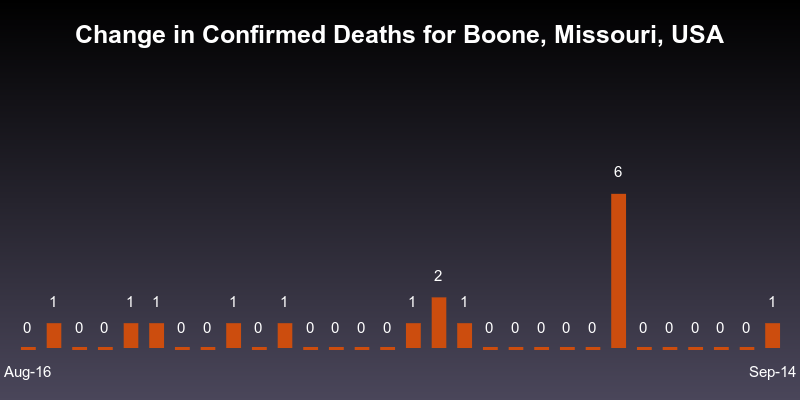 Change in Confirmed Deaths for Boone, Missouri, USA
6
2
1 1 1 1 1 1 1 1
0 0 0 0 0 0 0 0 0 0 0 0 0 0 0 0 0 0 0 0
Aug-16 Sep-14